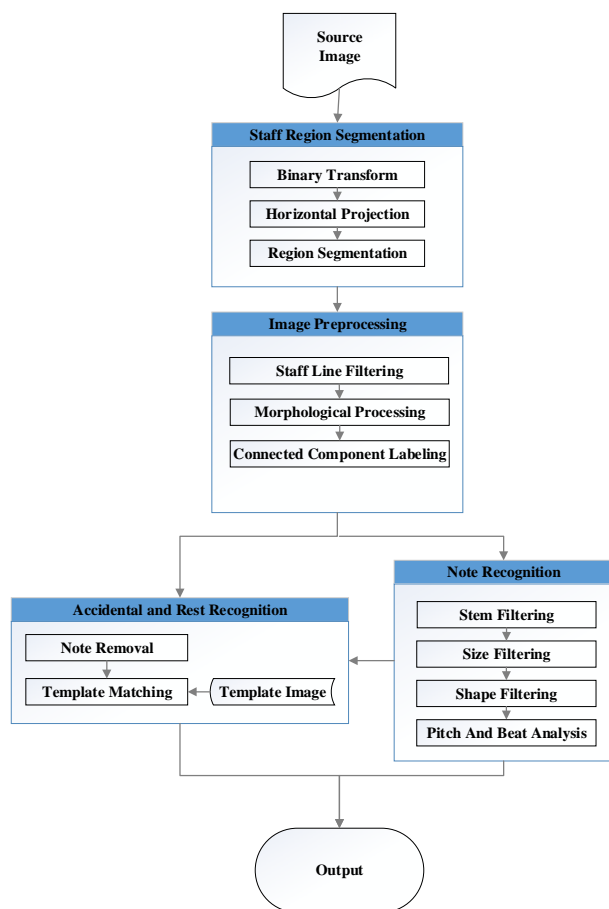 Source
Image
Staff Region Segmentation
Binary Transform
Horizontal Projection
Region Segmentation
Image Preprocessing
Staff Line Filtering
Morphological Processing
Connected Component Labeling
Note Recognition
Stem Filtering
Size Filtering
Shape Filtering
Pitch And Beat Analysis
Accidental and Rest Recognition
Note Removal
Template Matching
Template Image
Output